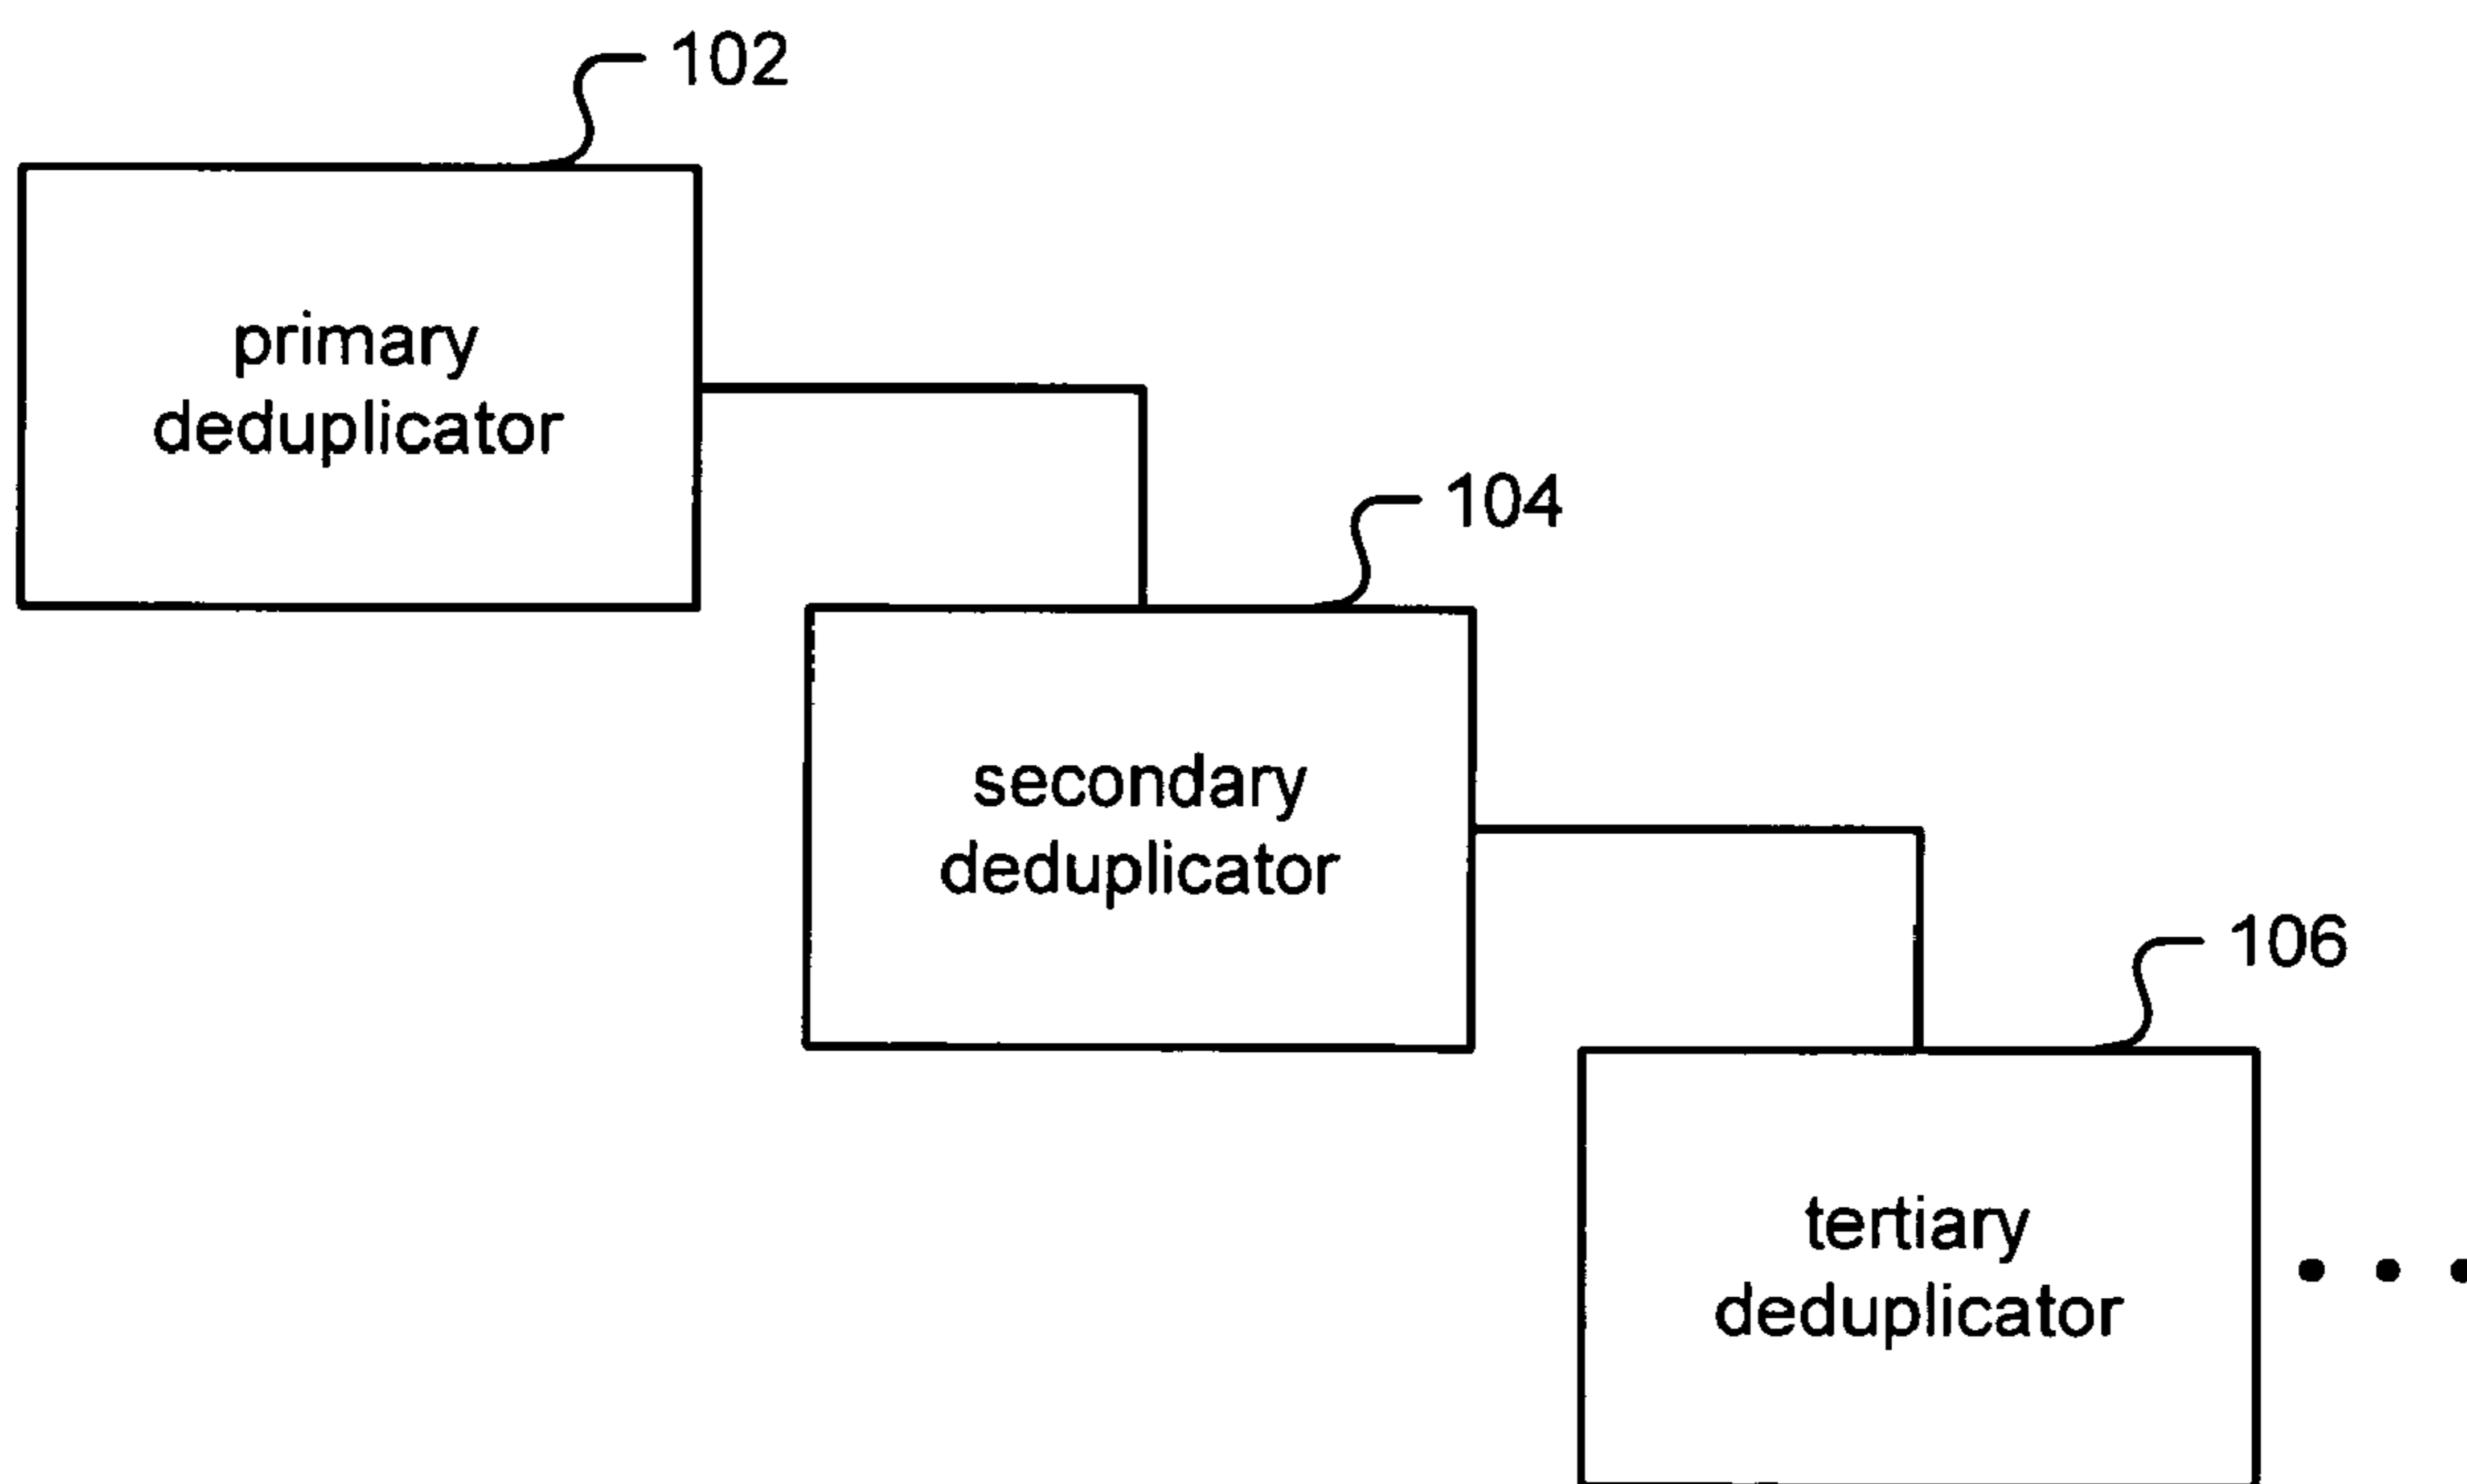 102
primary
deduplicator
104
secondary
deduplicator
106
tertiary
deduplicator